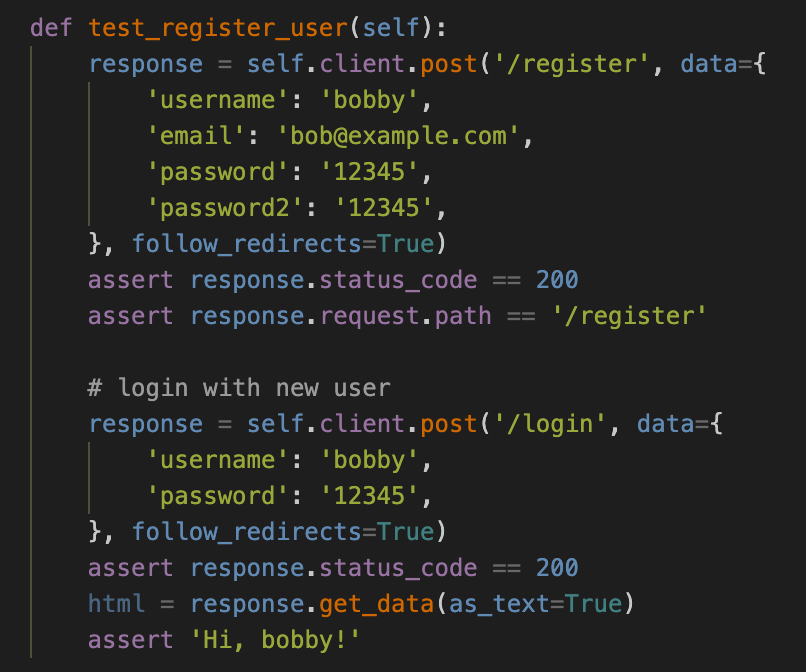 def test_register_user(self):
    response = self.client.post('/register', data={
        'username': 'bobby',
        'email': 'bob@example.com',
        'password': '12345',
        'password2': '12345',
    }, follow_redirects=True)
    assert response.status_code == 200
    assert response.request.path == '/register'

    # login with new user
    response = self.client.post('/login', data={
        'username': 'bobby',
        'password': '12345',
    }, follow_redirects=True)
    assert response.status_code == 200
    html = response.get_data(as_text=True)
    assert 'Hi, bobby!'